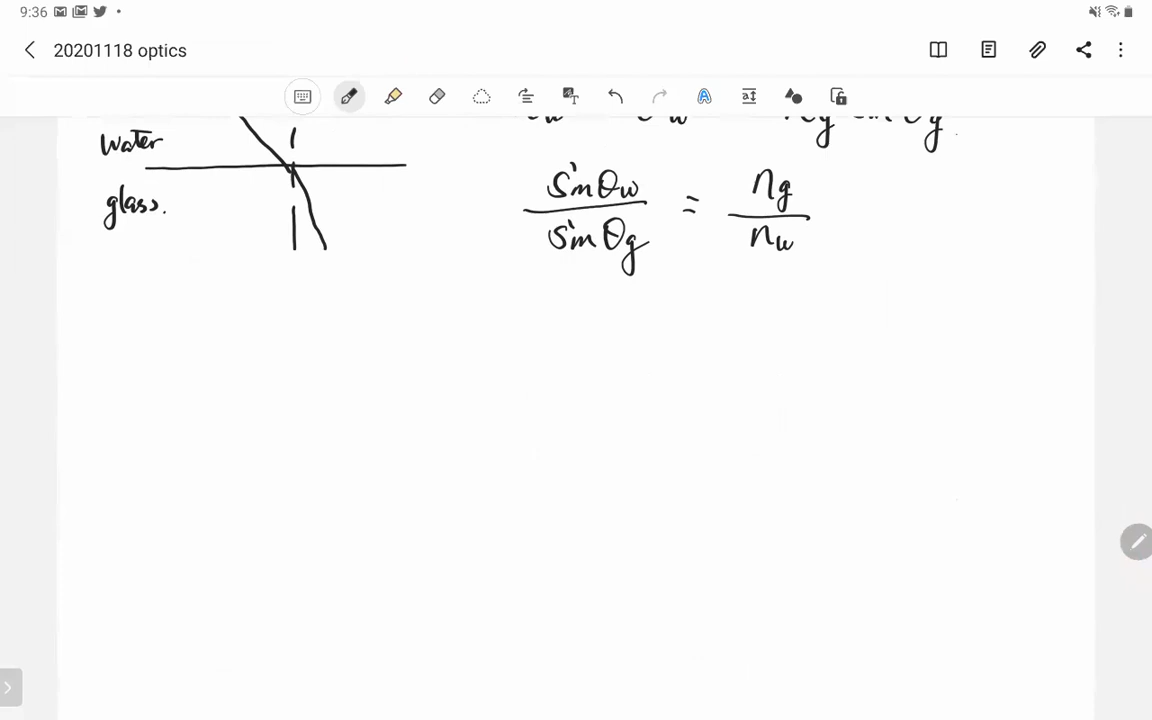 9:36
20201118 optics
water
glass.
sinθw / sinθg = ng / nw